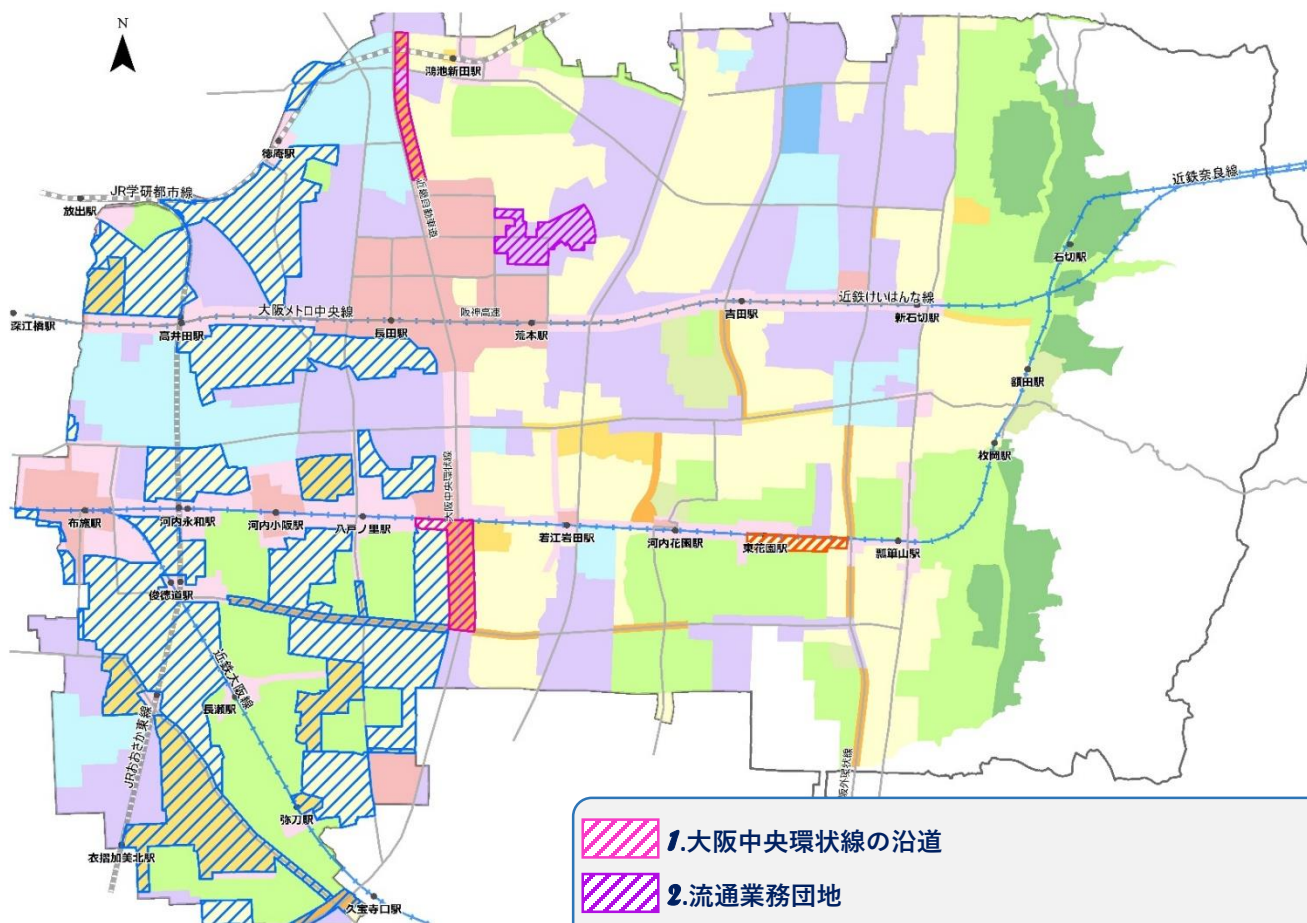 N
鴻池新田駅
徳庵駅
JR学研都市線
放出駅
近畿自動車道
近鉄奈良線
石切駅
大阪メトロ中央線
阪神高速
近鉄けいはんな線
深江橋駅
高井田駅
長田駅
荒本駅
吉田駅
新石切駅
額田駅
枚岡駅
大阪中央環状線
布施駅
河内永和駅
河内小阪駅
八戸ノ里駅
若江岩田駅
河内花園駅
東花園駅
瓢箪山駅
俊徳道駅
近鉄大阪線
長瀬駅
JRおおさか東線
弥刀駅
衣摺加美北駅
久宝寺口駅
阪外環状線
1.大阪中央環状線の沿道
2.流通業務団地